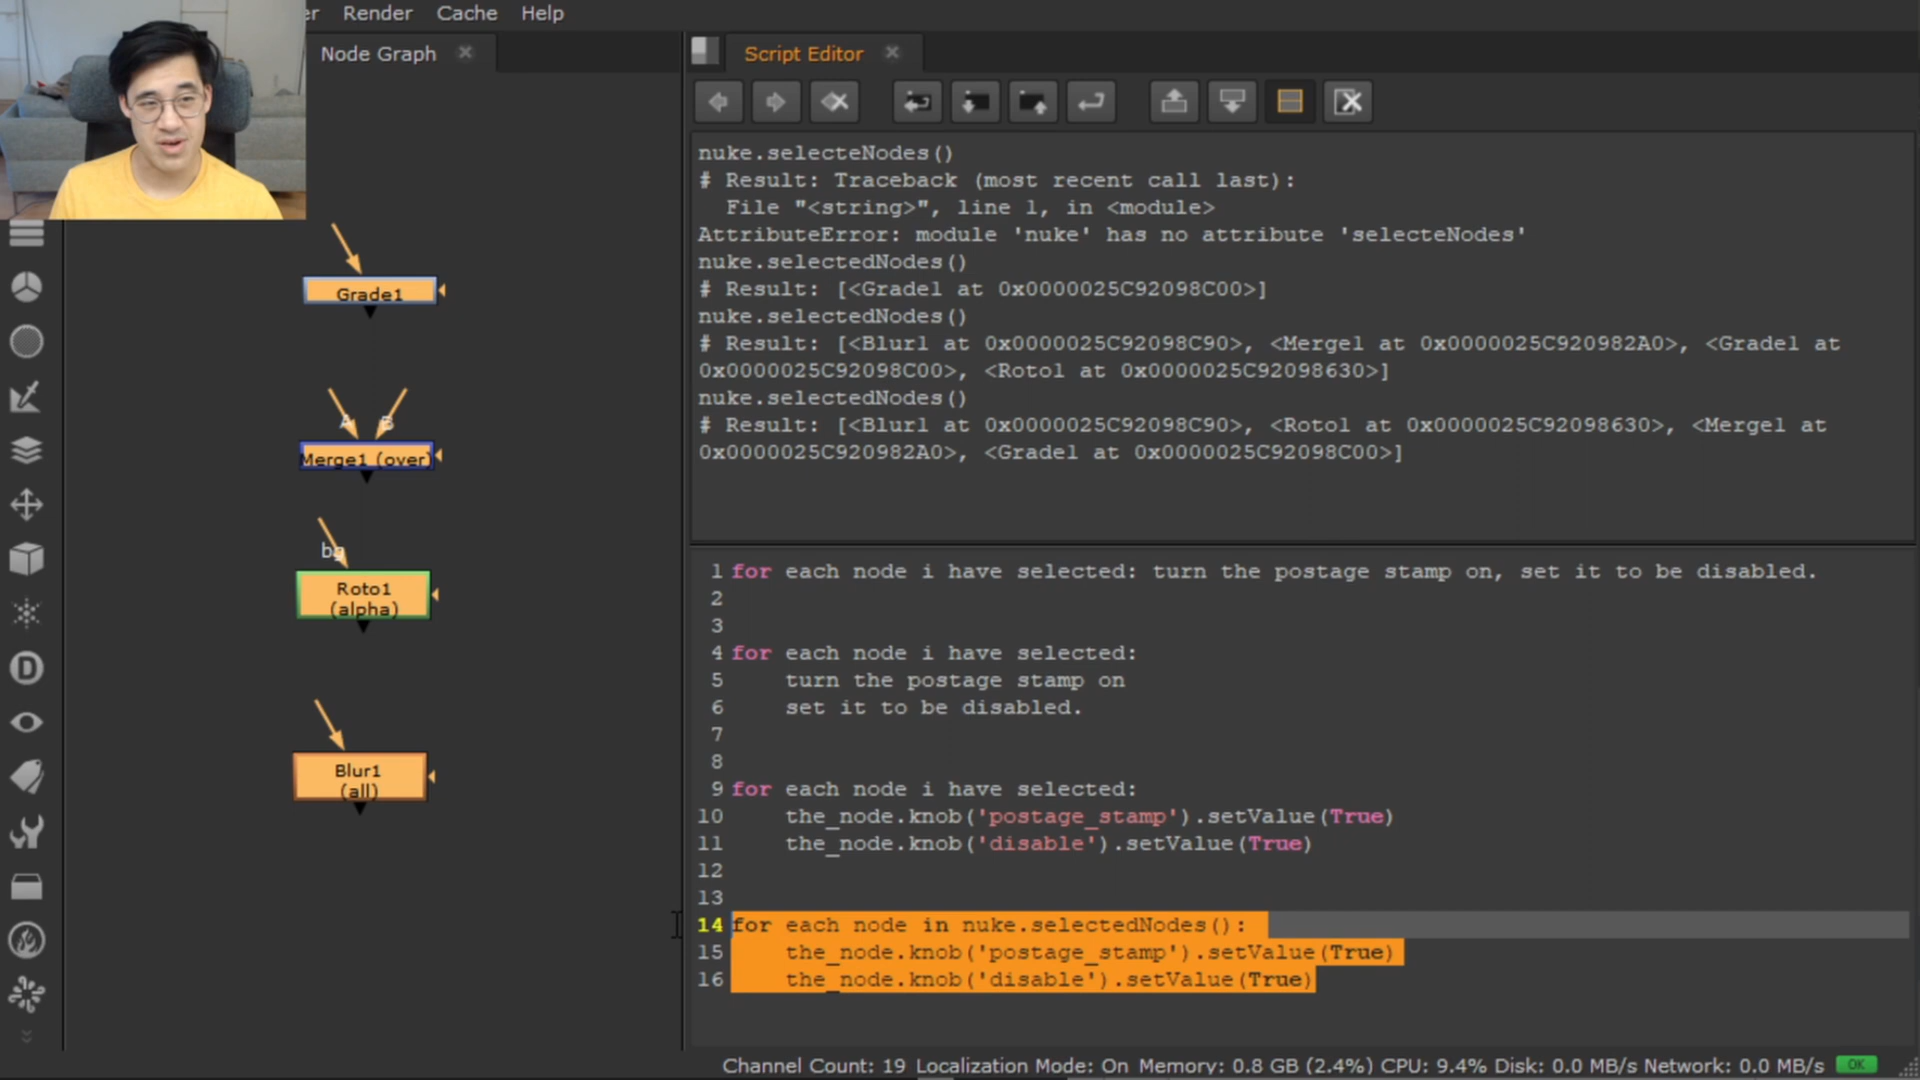 er Render Cache Help
Node Graph
Script Editor
nuke.selecteNodes()
# Result: Traceback (most recent call last):
File "<string>", line 1, in <module>
AttributeError: module 'nuke' has no attribute 'selecteNodes'
nuke.selectedNodes()
# Result: [<Grade1 at 0x0000025C92098C00>]
nuke.selectedNodes()
# Result: [<Blur1 at 0x0000025C92098C90>, <Merge1 at 0x0000025C920982A0>, <Grade1 at
0x0000025C92098C00>, <Roto1 at 0x0000025C92098630>]
nuke.selectedNodes()
# Result: [<Blur1 at 0x0000025C92098C90>, <Roto1 at 0x0000025C92098630>, <Merge1 at
0x0000025C920982A0>, <Grade1 at 0x0000025C92098C00>]
Grade1
A B
Merge1 (over)
bg
Roto1
(alpha)
Blur1
(all)
D
1 for each node i have selected: turn the postage stamp on, set it to be disabled.
2
3
4 for each node i have selected:
5 turn the postage stamp on
6 set it to be disabled.
7
8
9 for each node i have selected:
10 the_node.knob('postage_stamp').setValue(True)
11 the_node.knob('disable').setValue(True)
12
13
14 for each node in nuke.selectedNodes():
15 the_node.knob('postage_stamp').setValue(True)
16 the_node.knob('disable').setValue(True)
Channel Count: 19 Localization Mode: On Memory: 0.8 GB (2.4%) CPU: 9.4% Disk: 0.0 MB/s Network: 0.0 MB/s OK